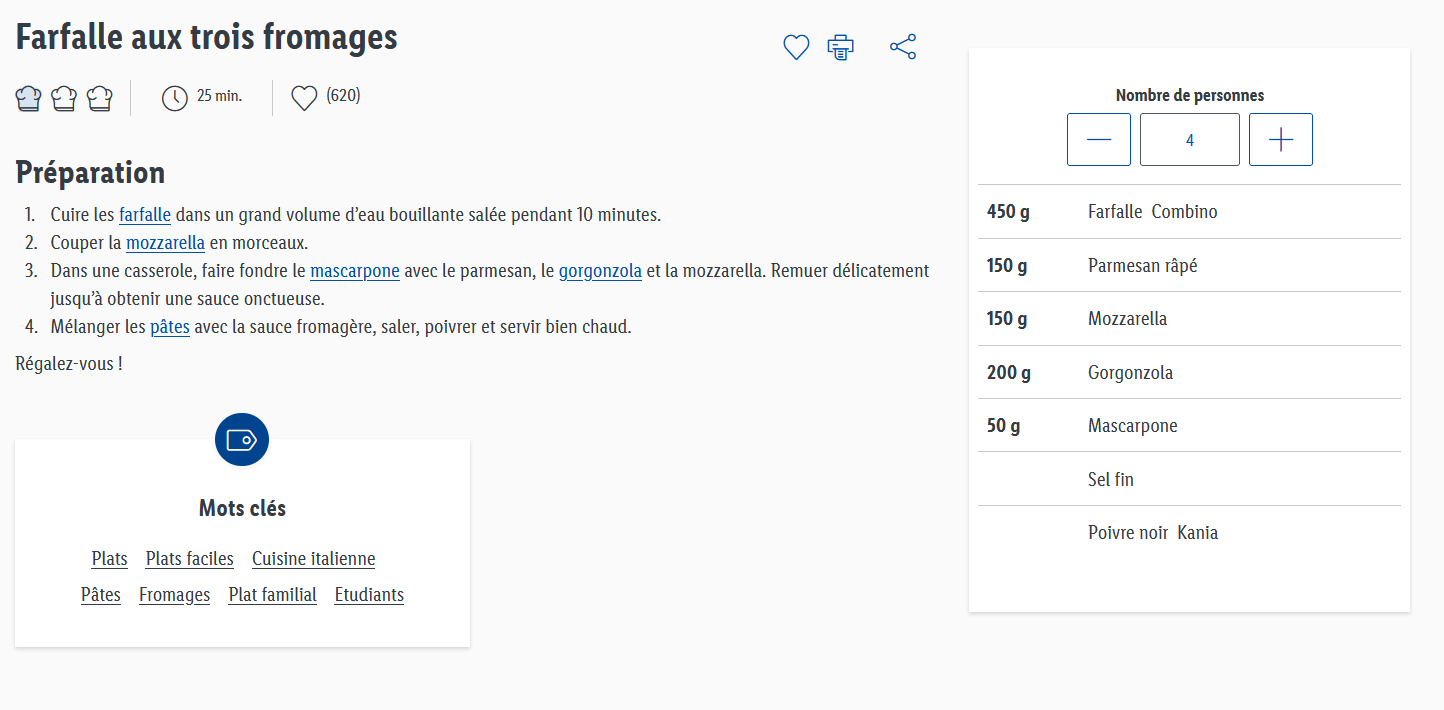 Farfalle aux trois fromages
25 min.
(620)
Préparation
1. Cuire les farfalle dans un grand volume d’eau bouillante salée pendant 10 minutes.
2. Couper la mozzarella en morceaux.
3. Dans une casserole, faire fondre le mascarpone avec le parmesan, le gorgonzola et la mozzarella. Remuer délicatement
jusqu’à obtenir une sauce onctueuse.
4. Mélanger les pâtes avec la sauce fromagère, saler, poivrer et servir bien chaud.
Régalez-vous !
Mots clés
Plats Plats faciles Cuisine italienne
Pâtes Fromages Plat familial Etudiants
Nombre de personnes
4
450 g Farfalle Combino
150 g Parmesan râpé
150 g Mozzarella
200 g Gorgonzola
50 g Mascarpone
Sel fin
Poivre noir Kania